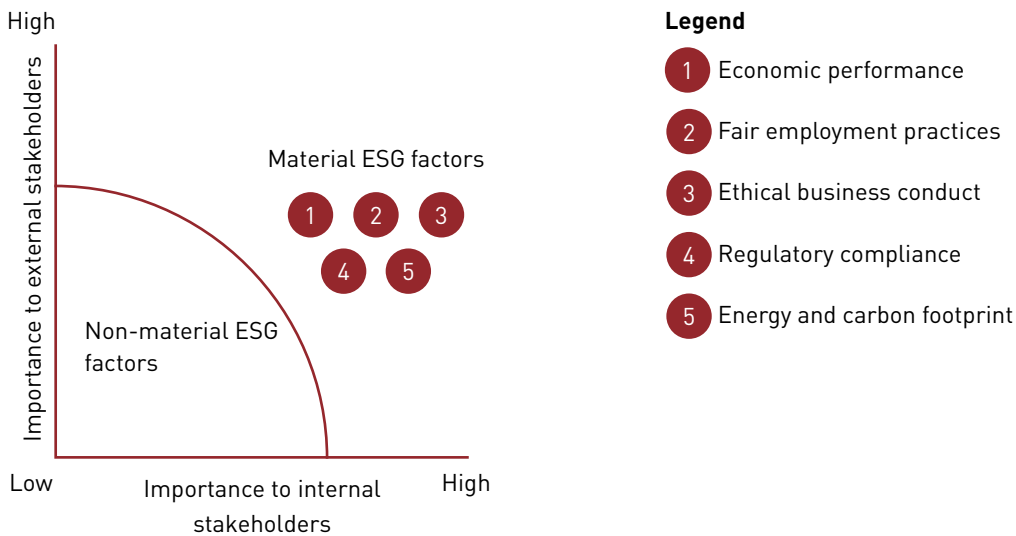 High
Importance to external stakeholders
Material ESG factors
1
2
3
4
5
Non-material ESG
factors
Low
Importance to internal
stakeholders
High
Legend
1 Economic performance
2 Fair employment practices
3 Ethical business conduct
4 Regulatory compliance
5 Energy and carbon footprint